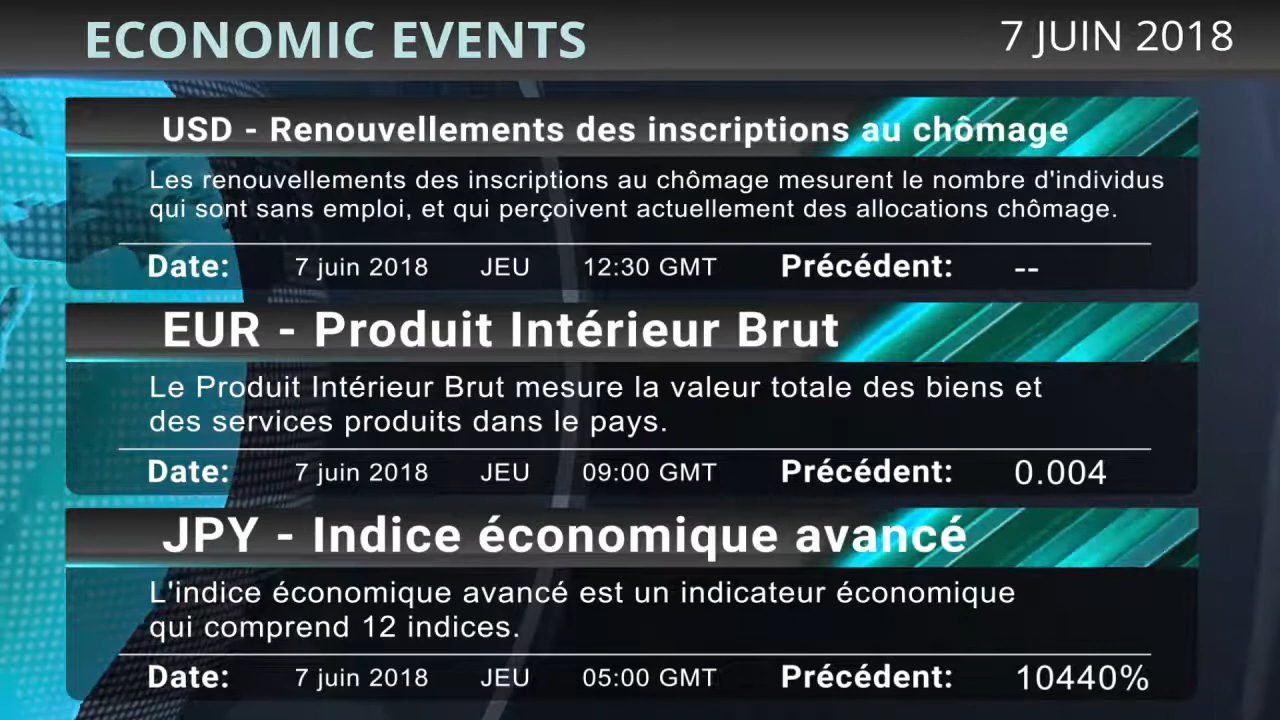 ECONOMIC EVENTS 7 JUIN 2018
USD - Renouvellements des inscriptions au chômage
Les renouvellements des inscriptions au chômage mesurent le nombre d'individus
qui sont sans emploi, et qui perçoivent actuellement des allocations chômage.
Date: 7 juin 2018 JEU 12:30 GMT Précédent: --
EUR - Produit Intérieur Brut
Le Produit Intérieur Brut mesure la valeur totale des biens et
des services produits dans le pays.
Date: 7 juin 2018 JEU 09:00 GMT Précédent: 0.004
JPY - Indice économique avancé
L'indice économique avancé est un indicateur économique
qui comprend 12 indices.
Date: 7 juin 2018 JEU 05:00 GMT Précédent: 10440%